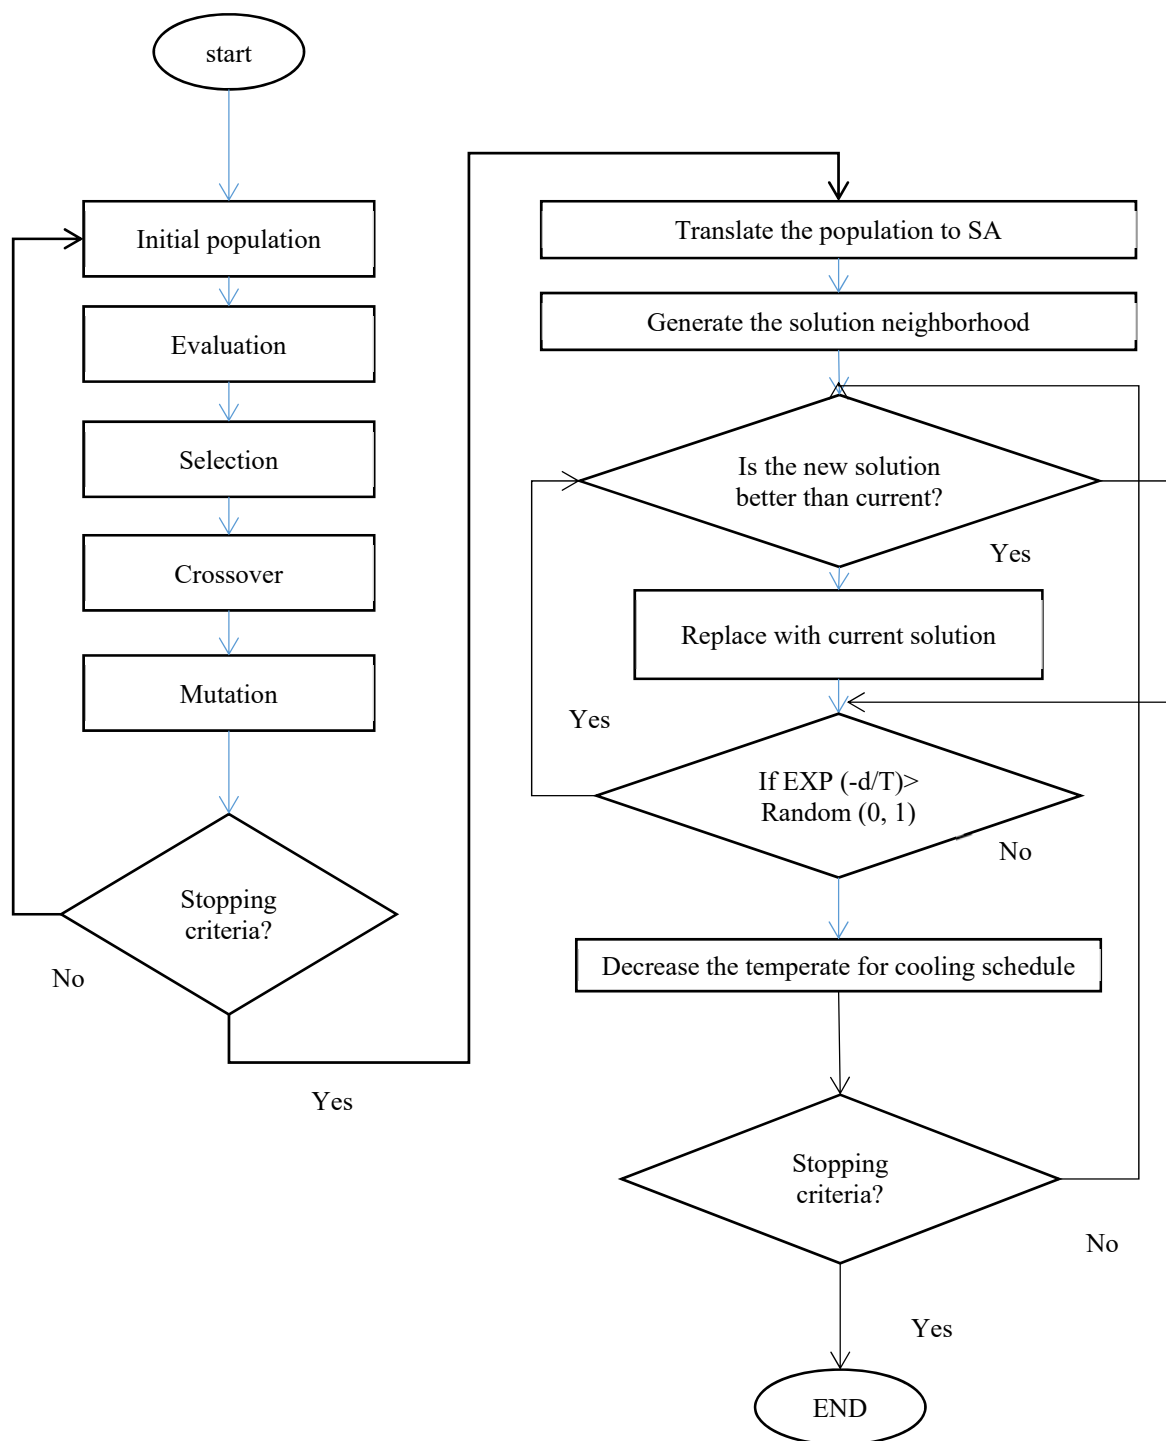 start
Initial population
Evaluation
Selection
Crossover
Mutation
Stopping
criteria?
No
Yes
Translate the population to SA
Generate the solution neighborhood
Is the new solution
better than current?
Yes
Replace with current solution
Yes
If EXP (-d/T)>
Random (0, 1)
No
Decrease the temperate for cooling schedule
Stopping
criteria?
No
Yes
END